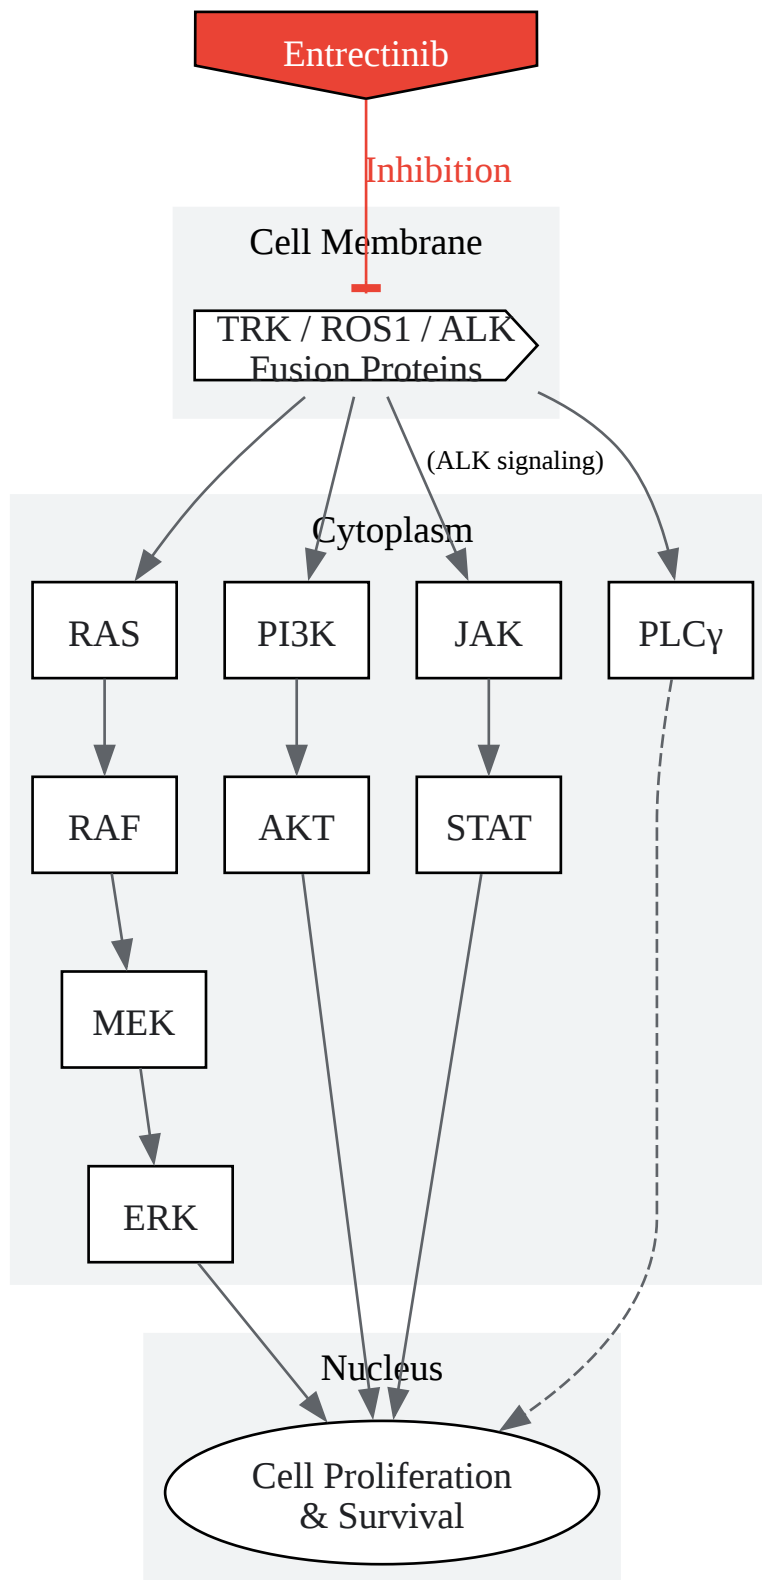 Entrectinib
Inhibition
Cell Membrane
TRK / ROS1 / ALK
Fusion Proteins
(ALK signaling)
Cytoplasm
RAS
PI3K
JAK
PLCγ
RAF
AKT
STAT
MEK
ERK
Nucleus
Cell Proliferation
& Survival